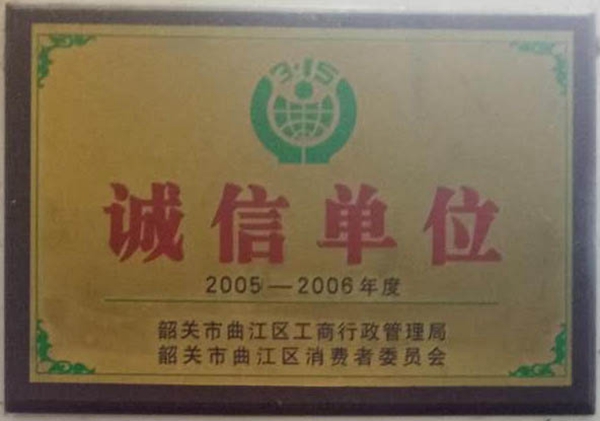 3·15
诚信单位
2005—2006年度
韶关市曲江区工商行政管理局
韶关市曲江区消费者委员会